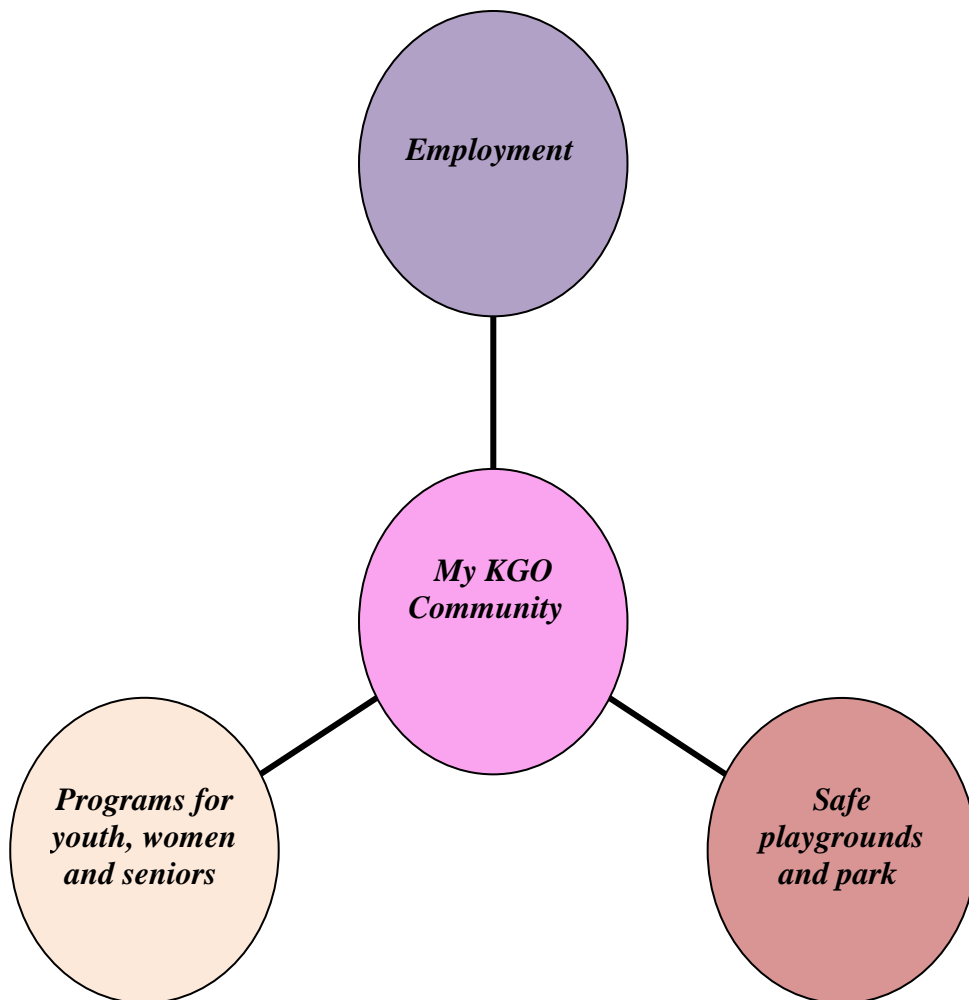 Employment
My KGO
Community
Programs for
youth, women
and seniors
Safe
playgrounds
and park